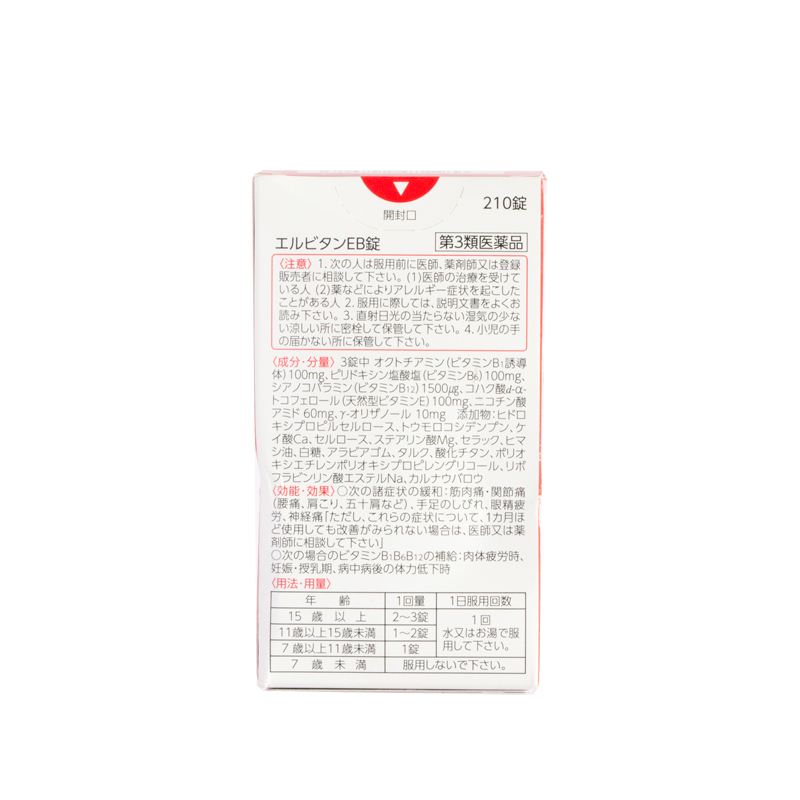 開封口
210錠
エルビタンEB錠 第3類医薬品
〈注意〉1. 次の人は服用前に医師、薬剤師又は登録
販売者に相談して下さい。(1)医師の治療を受けて
いる人 (2)薬などによりアレルギー症状を起こした
ことがある人 2. 服用に際しては、説明文書をよくお
読み下さい。3. 直射日光の当たらない湿気の少な
い涼しい所に密栓して保管して下さい。4. 小児の手
の届かない所に保管して下さい。
〈成分・分量〉3錠中 オクトチアミン(ビタミンB1誘導
体)100mg、ピリドキシン塩酸塩(ビタミンB6)100mg、
シアノコバラミン(ビタミンB12)1500μg、コハク酸d-α-
トコフェロール(天然型ビタミンE)100mg、ニコチン酸
アミド60mg、γ-オリザノール 10mg 添加物:ヒドロ
キシプロピルセルロース、トウモロコシデンプン、ケ
イ酸Ca、セルロース、ステアリン酸Mg、セラック、ヒマ
シ油、白糖、アラビアゴム、タルク、酸化チタン、ポリオ
キシエチレンポリオキシプロピレングリコール、リボ
フラビンリン酸エステルNa、カルナウバロウ
〈効能・効果〉○次の諸症状の緩和:筋肉痛・関節痛
(腰痛、肩こり、五十肩など)、手足のしびれ、眼精疲
労、神経痛「ただし、これらの症状について、1カ月ほ
ど使用しても改善がみられない場合は、医師又は薬
剤師に相談して下さい」
○次の場合のビタミンB1B6B12の補給:肉体疲労時、
妊娠・授乳期、病中病後の体力低下時
〈用法・用量〉
年齢 1回量 1日服用回数
15歳以上 2〜3錠 1回
水又はお湯で服
用して下さい。
11歳以上15歳未満 1〜2錠
7歳以上11歳未満 1錠
7歳未満 服用しないで下さい。